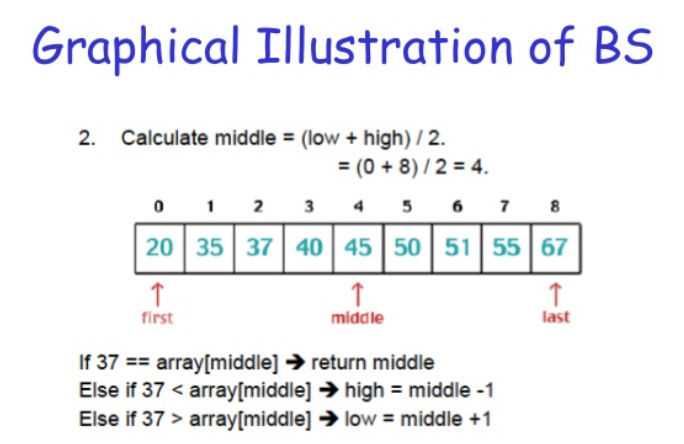 Graphical Illustration of BS
2. Calculate middle = (low + high) / 2.
= (0 + 8) / 2 = 4.
0 1 2 3 4 5 6 7 8
20 35 37 40 45 50 51 55 67
↑ ↑ ↑
first middle last
If 37 == array[middle] ➔ return middle
Else if 37 < array[middle] ➔ high = middle -1
Else if 37 > array[middle] ➔ low = middle +1